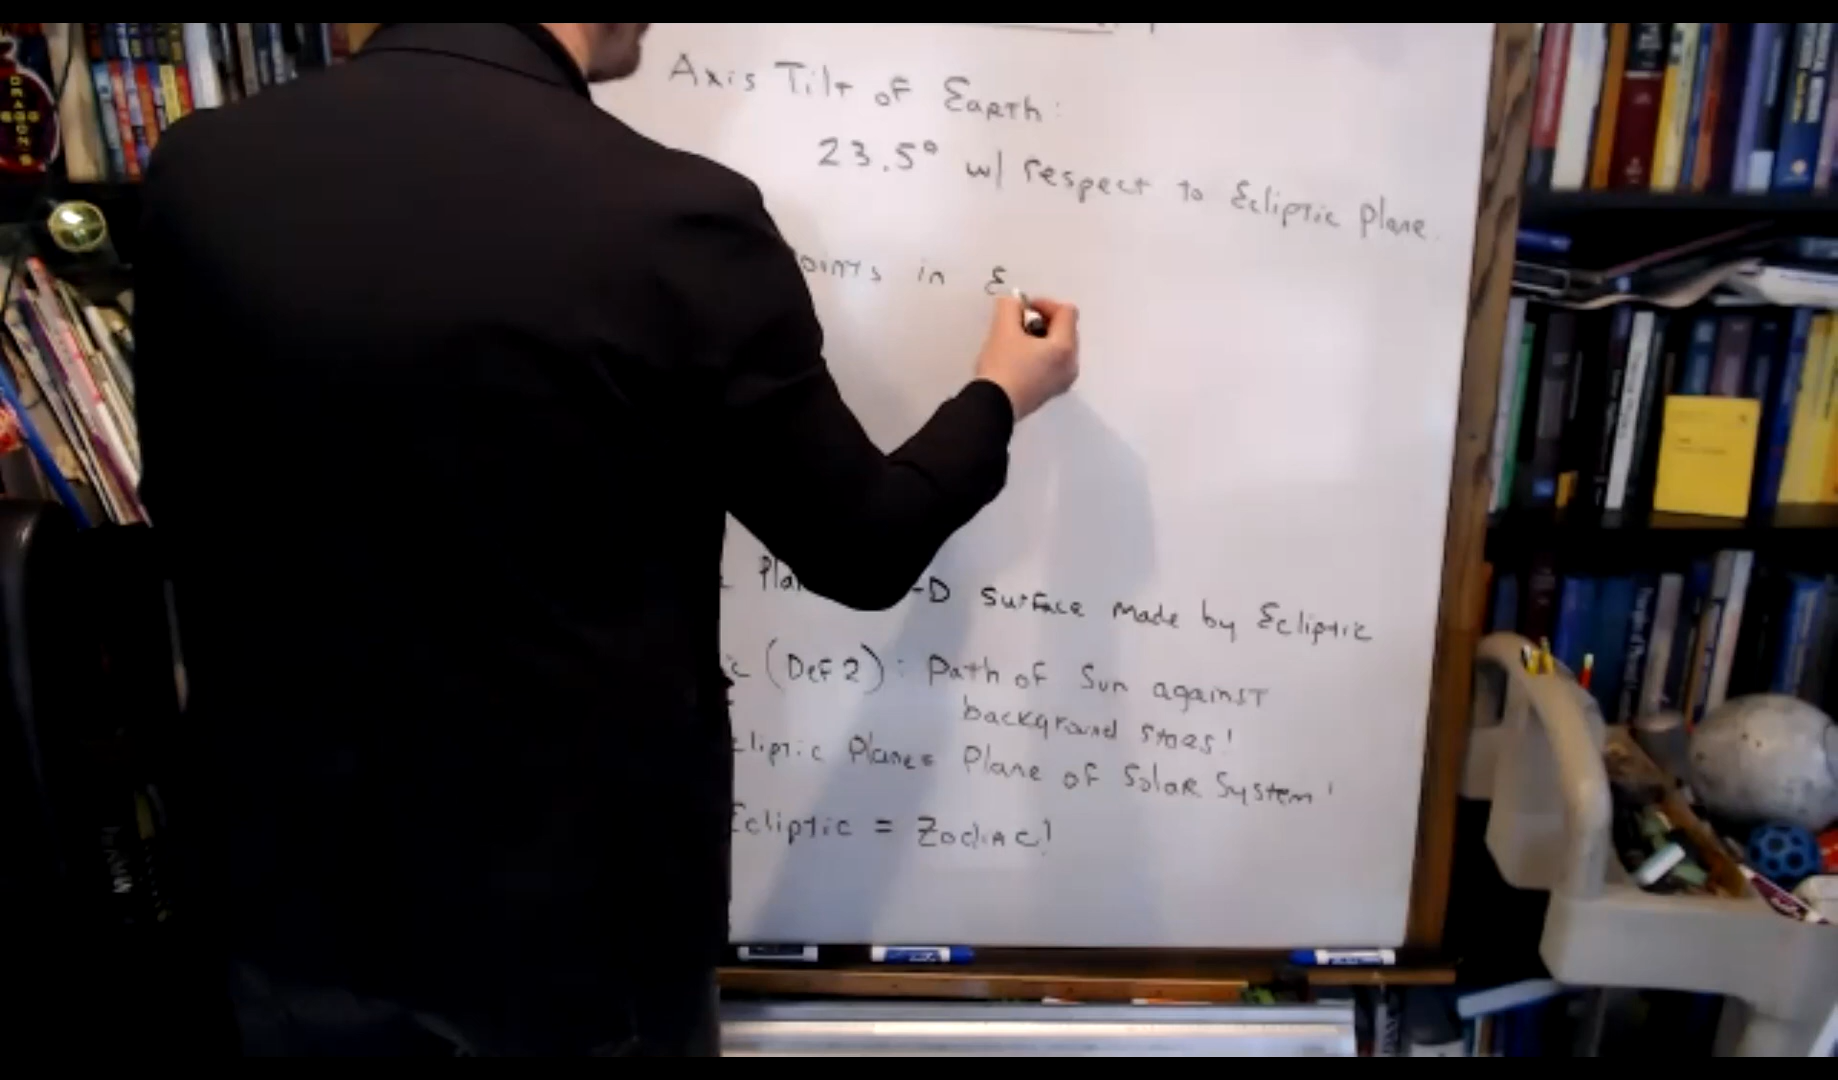 Axis Tilt of Earth:
23.5° w/ respect to Ecliptic Plane.
oints in E
Pla -D Surface made by Ecliptic
ic (Def 2): Path of Sun against
background stars!
cliptic Plane = Plane of Solar System!
Ecliptic = Zodiac!